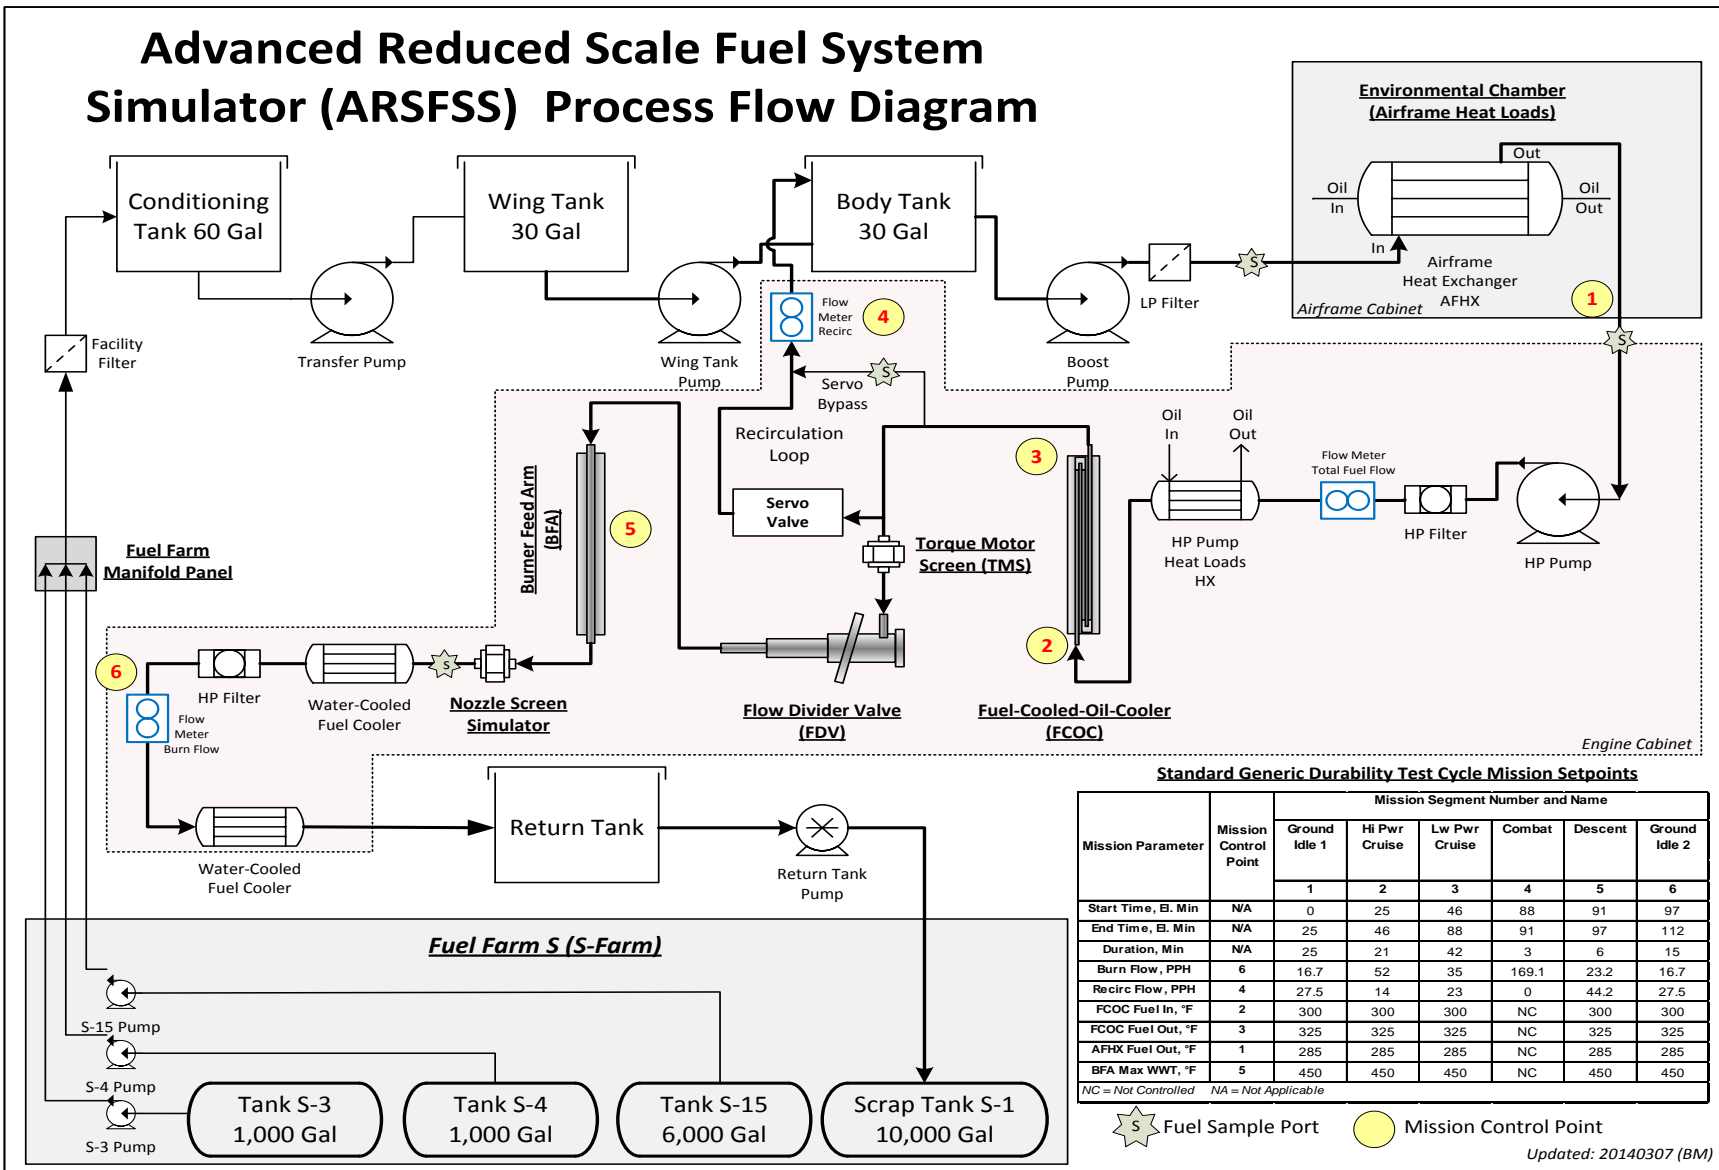 Advanced Reduced Scale Fuel System
Simulator (ARSFSS)  Process Flow Diagram
Environmental Chamber
(Airframe Heat Loads)
Out
Oil
In
Oil
Out
In
Airframe
Heat Exchanger
AFHX
Airframe Cabinet
1
S
Conditioning
Tank 60 Gal
Wing Tank
30 Gal
Body Tank
30 Gal
Transfer Pump
Wing Tank
Pump
Boost
Pump
LP Filter
S
Facility
Filter
Flow
Meter
Recirc
4
S
Servo
Bypass
Recirculation
Loop
Servo
Valve
Torque Motor
Screen (TMS)
3
2
Oil
In
Oil
Out
HP Pump
Heat Loads
HX
Flow Meter
Total Fuel Flow
HP Filter
HP Pump
Burner Feed Arm
(BFA)
5
Fuel Farm
Manifold Panel
6
HP Filter
Flow
Meter
Burn Flow
Water-Cooled
Fuel Cooler
S
Nozzle Screen
Simulator
Flow Divider Valve
(FDV)
Fuel-Cooled-Oil-Cooler
(FCOC)
Engine Cabinet
Water-Cooled
Fuel Cooler
Return Tank
Return Tank
Pump
Fuel Farm S (S-Farm)
S-15 Pump
S-4 Pump
S-3 Pump
Tank S-3
1,000 Gal
Tank S-4
1,000 Gal
Tank S-15
6,000 Gal
Scrap Tank S-1
10,000 Gal
Standard Generic Durability Test Cycle Mission Setpoints
Mission Parameter
Mission
Control
Point
Mission Segment Number and Name
Ground
Idle 1
Hi Pwr
Cruise
Lw Pwr
Cruise
Combat
Descent
Ground
Idle 2
1 2 3 4 5 6
Start Time, El. Min N/A 0 25 46 88 91 97
End Time, El. Min N/A 25 46 88 91 97 112
Duration, Min N/A 25 21 42 3 6 15
Burn Flow, PPH 6 16.7 52 35 169.1 23.2 16.7
Recirc Flow, PPH 4 27.5 14 23 0 44.2 27.5
FCOC Fuel In, °F 2 300 300 300 NC 300 300
FCOC Fuel Out, °F 3 325 325 325 NC 325 325
AFHX Fuel Out, °F 1 285 285 285 NC 285 285
BFA Max WWT, °F 5 450 450 450 NC 450 450
NC = Not Controlled NA = Not Applicable
S Fuel Sample Port
Mission Control Point
Updated: 20140307 (BM)